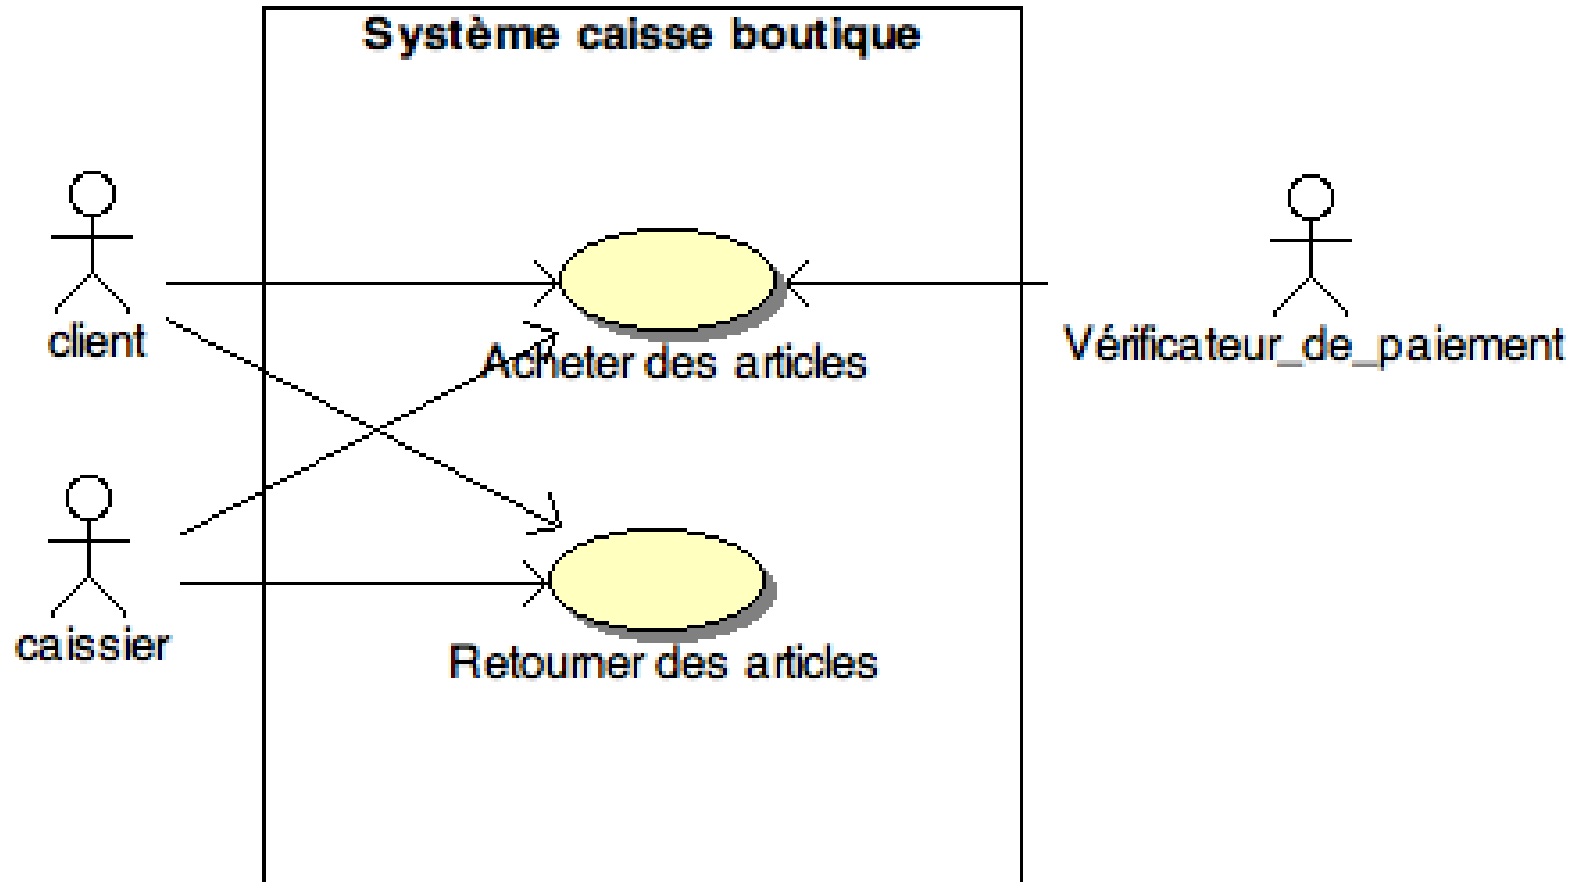 Système caisse boutique
client
Acheter des articles
Vérificateur_de_paiement
caissier
Retourner des articles